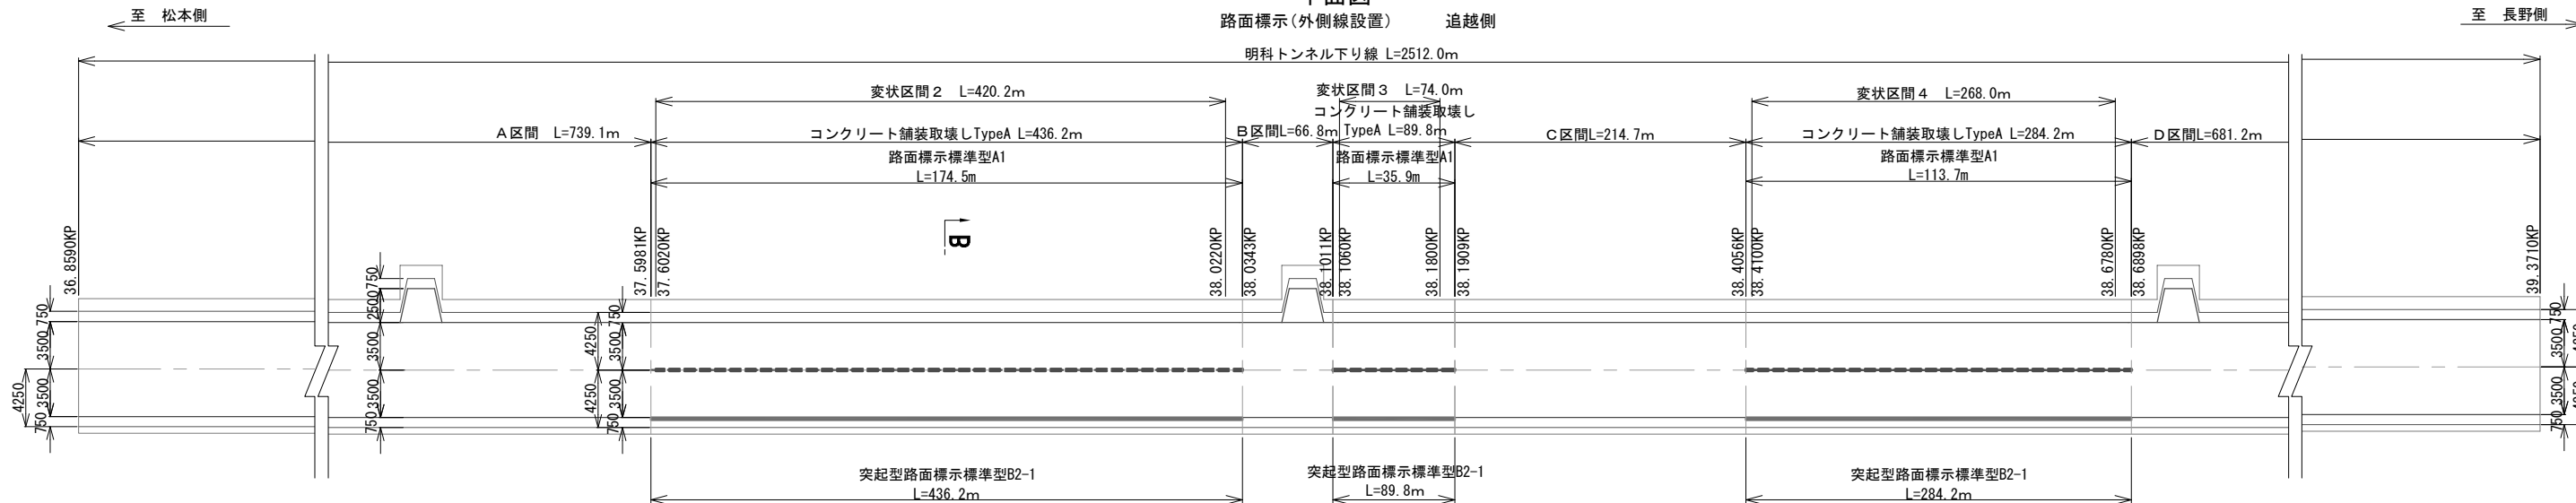 至 松本側
平面図
路面標示(外側線設置) 追越側
至 長野側
明科トンネル下り線 L=2512.0m
変状区間2 L=420.2m
変状区間3 L=74.0m
変状区間4 L=268.0m
A区間 L=739.1m
コンクリート舗装取壊しTypeA L=436.2m
B区間L=66.8m
コンクリート舗装取壊し
TypeA L=89.8m
C区間L=214.7m
コンクリート舗装取壊しTypeA L=284.2m
D区間L=681.2m
路面標示標準型A1
L=174.5m
路面標示標準型A1
L=35.9m
路面標示標準型A1
L=113.7m
B
36.8590KP
37.5981KP
37.6020KP
38.0220KP
38.0343KP
38.1011KP
38.1060KP
38.1800KP
38.1909KP
38.4056KP
38.4100KP
38.6780KP
38.6898KP
39.3710KP
750
3500
3500
750
4250
750
2500
3500
3500
750
4250
4250
750
3500
3500
750
750
3500
3500
750
突起型路面標示標準型B2-1
L=436.2m
突起型路面標示標準型B2-1
L=89.8m
突起型路面標示標準型B2-1
L=284.2m